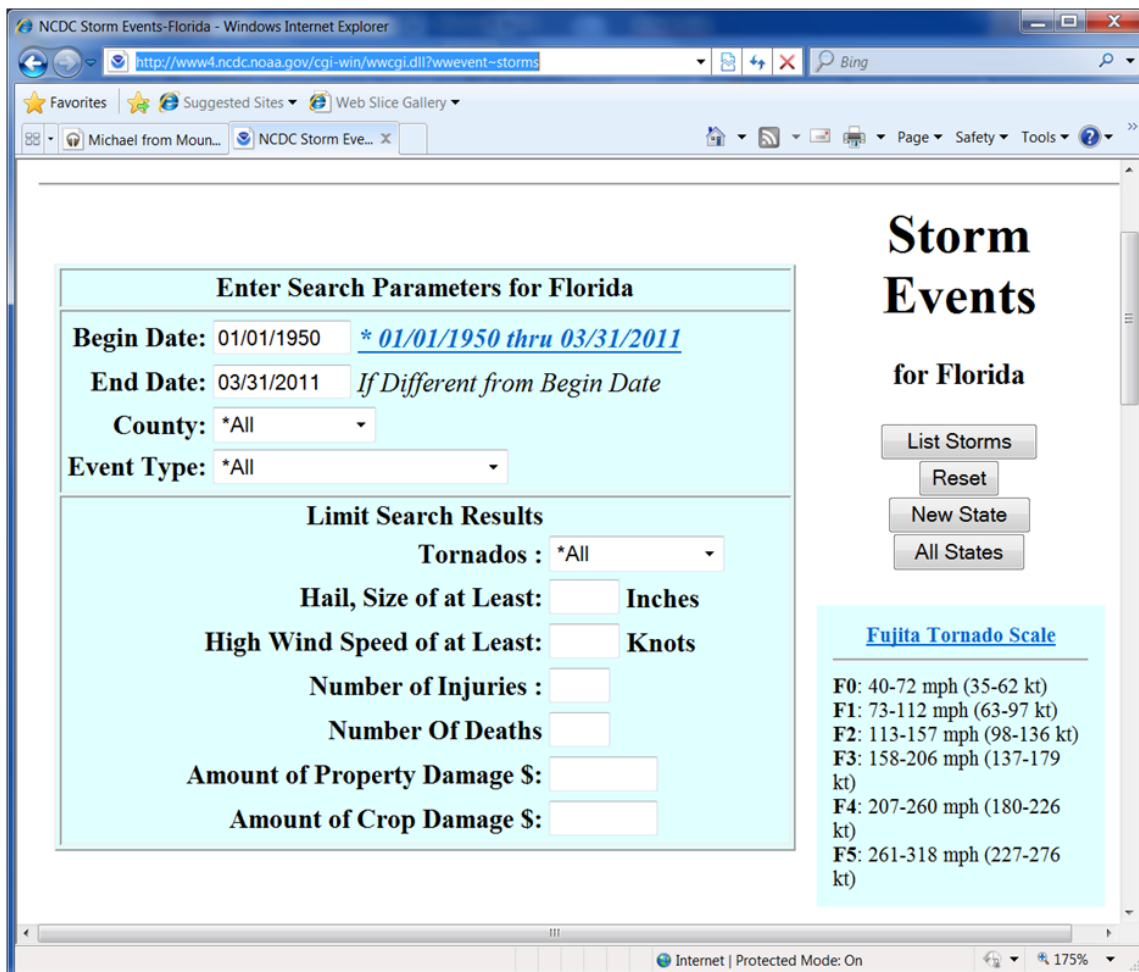 NCDC Storm Events-Florida - Windows Internet Explorer
http://www4.ncdc.noaa.gov/cgi-win/wwcgi.dll?wwevent~storms
Bing
Favorites
Suggested Sites
Web Slice Gallery
Michael from Moun...
NCDC Storm Eve...
X
Page
Safety
Tools
»
Storm
Events
for Florida
List Storms
Reset
New State
All States
Enter Search Parameters for Florida
Begin Date: 01/01/1950 * 01/01/1950 thru 03/31/2011
End Date: 03/31/2011 If Different from Begin Date
County: *All
Event Type: *All
Limit Search Results
Tornados : *All
Hail, Size of at Least: Inches
High Wind Speed of at Least: Knots
Number of Injuries :
Number Of Deaths
Amount of Property Damage $:
Amount of Crop Damage $:
Fujita Tornado Scale
F0: 40-72 mph (35-62 kt)
F1: 73-112 mph (63-97 kt)
F2: 113-157 mph (98-136 kt)
F3: 158-206 mph (137-179
kt)
F4: 207-260 mph (180-226
kt)
F5: 261-318 mph (227-276
kt)
Internet | Protected Mode: On
175%